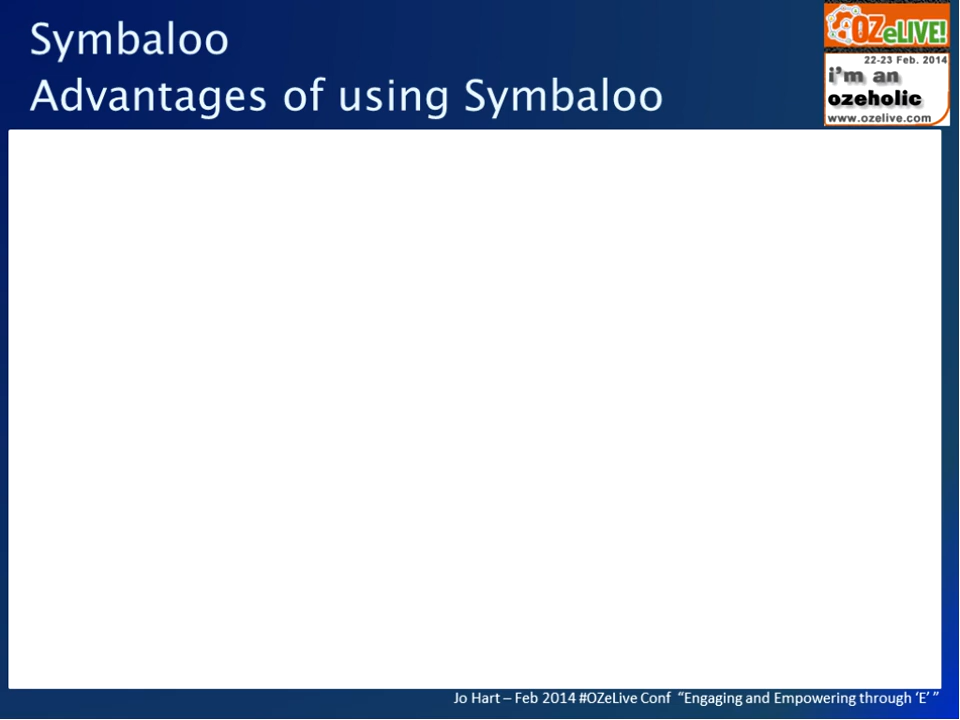 Symbaloo
Advantages of using Symbaloo
OZeLIVE!
22-23 Feb. 2014
i'm an
ozeholic
www.ozelive.com
Jo Hart – Feb 2014 #OZeLive Conf “Engaging and Empowering through ‘E’ ”